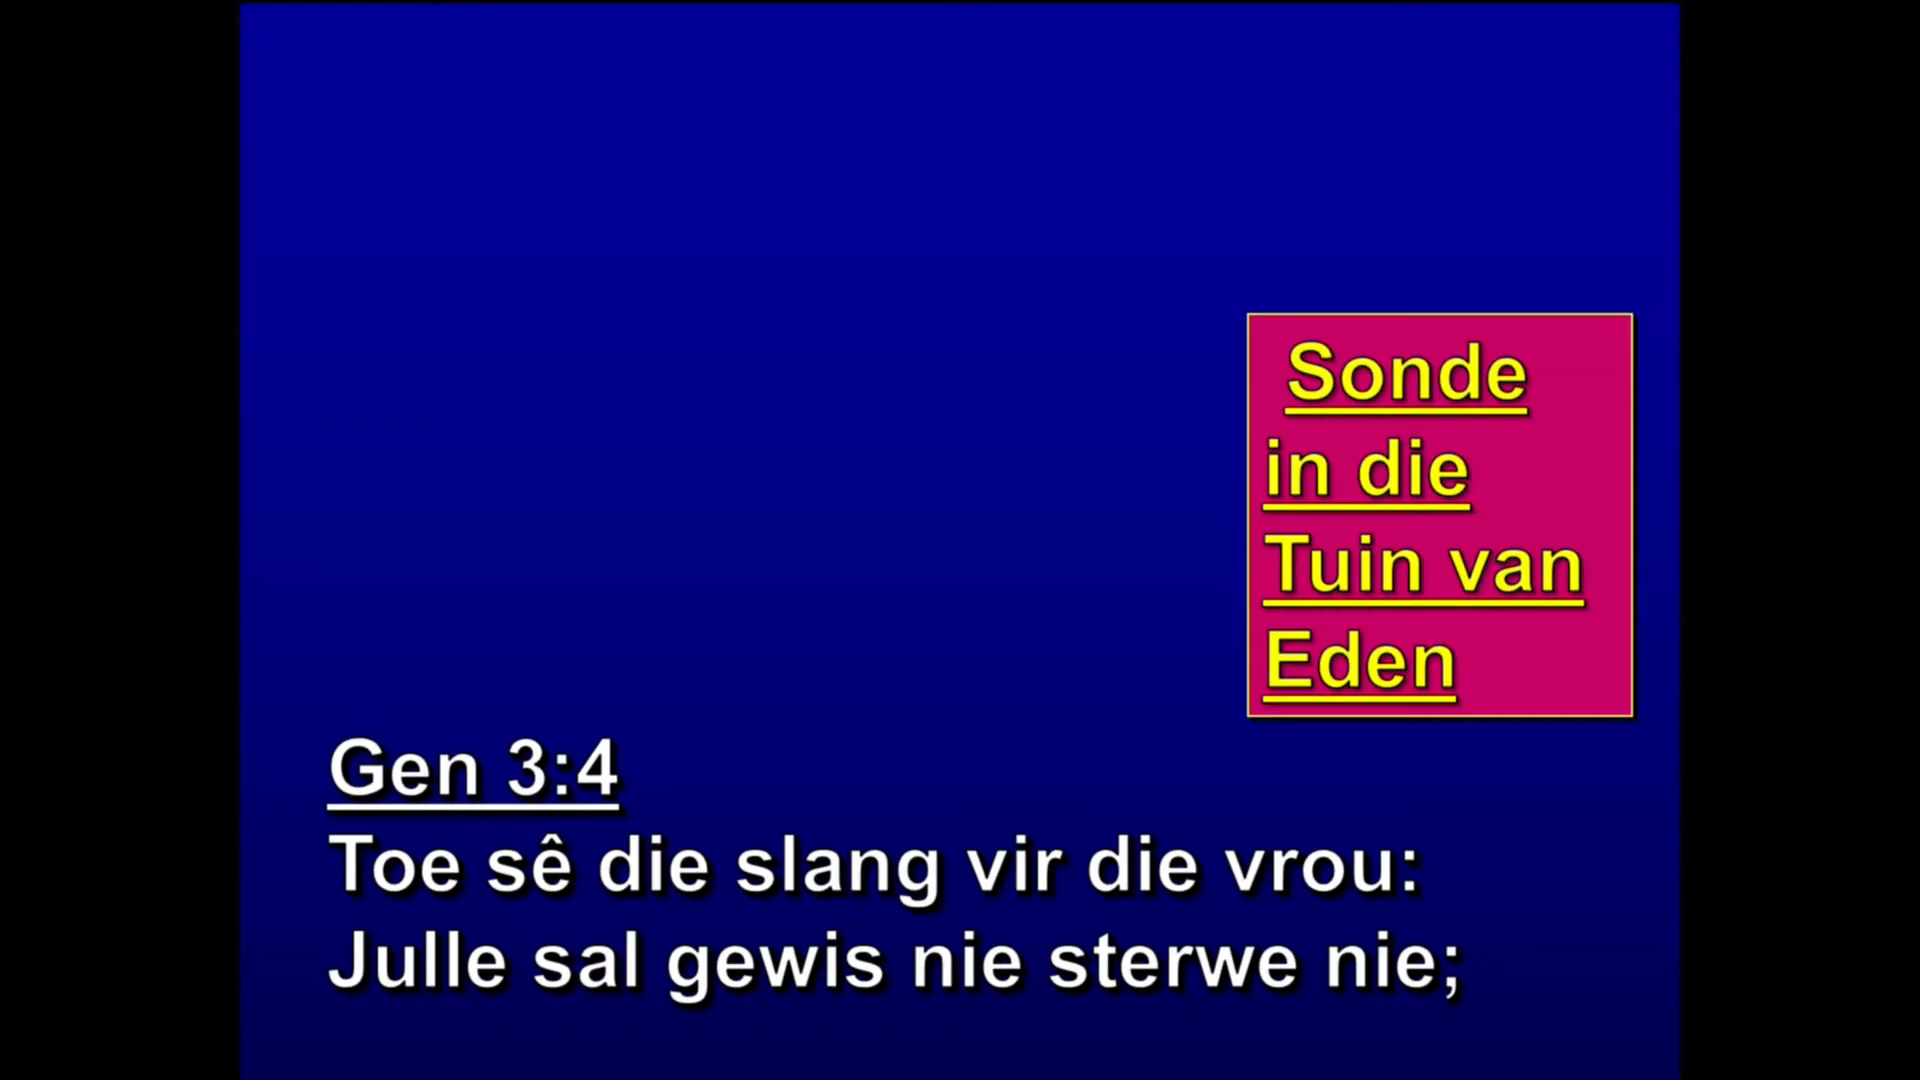 Sonde
in die
Tuin van
Eden
Gen 3:4
Toe sê die slang vir die vrou:
Julle sal gewis nie sterwe nie;